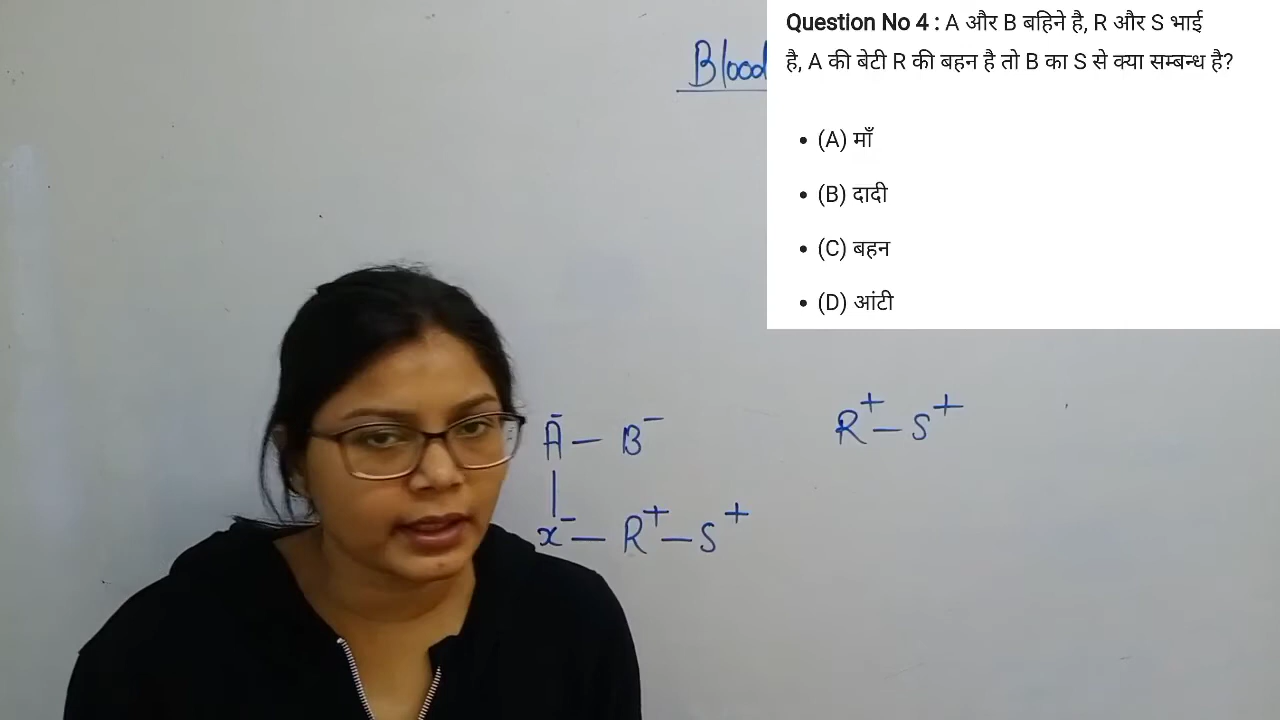 Blood
Question No 4 : A और B बहिने है, R और S भाई
है, A की बेटी R की बहन है तो B का S से क्या सम्बन्ध है?
(A) माँ
(B) दादी
(C) बहन
(D) आंटी
A⁻ — B⁻
R⁺ — S⁺
x⁻ — R⁺ — S⁺